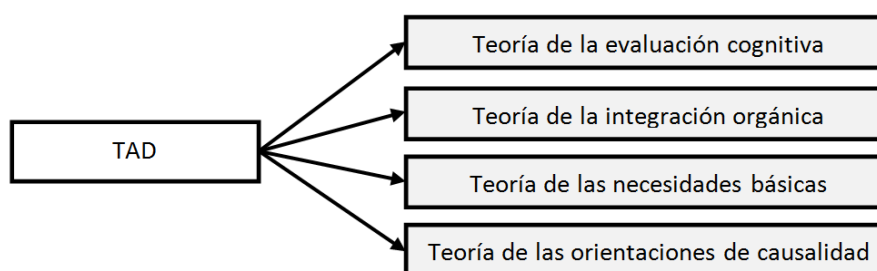 Teoría de la evaluación cognitiva
Teoría de la integración orgánica
TAD
Teoría de las necesidades básicas
Teoría de las orientaciones de causalidad